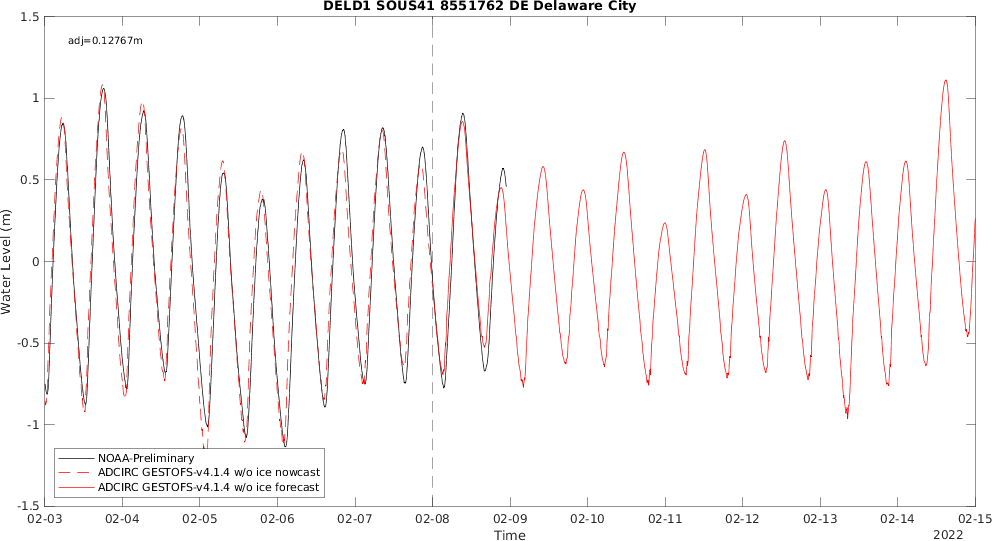 DELD1 SOUS41 8551762 DE Delaware City
adj=0.12767m
1.5
1
0.5
0
-0.5
-1
-1.5
Water Level (m)
NOAA-Preliminary
ADCIRC GESTOFS-v4.1.4 w/o ice nowcast
ADCIRC GESTOFS-v4.1.4 w/o ice forecast
02-03 02-04 02-05 02-06 02-07 02-08 02-09 02-10 02-11 02-12 02-13 02-14 02-15
Time
2022